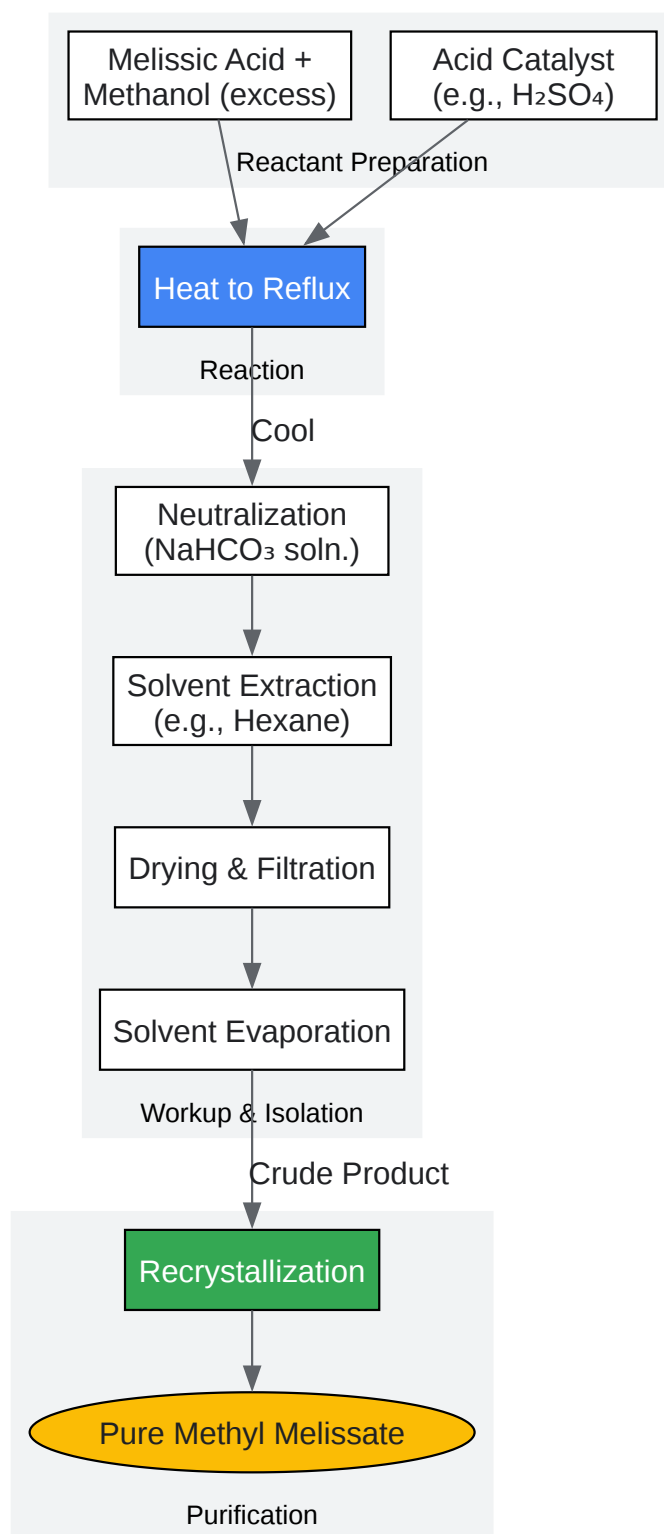 Melissic Acid +
Methanol (excess)
Acid Catalyst
(e.g., H₂SO₄)
Reactant Preparation
Heat to Reflux
Reaction
Cool
Neutralization
(NaHCO₃ soln.)
Solvent Extraction
(e.g., Hexane)
Drying & Filtration
Solvent Evaporation
Workup & Isolation
Crude Product
Recrystallization
Pure Methyl Melissate
Purification